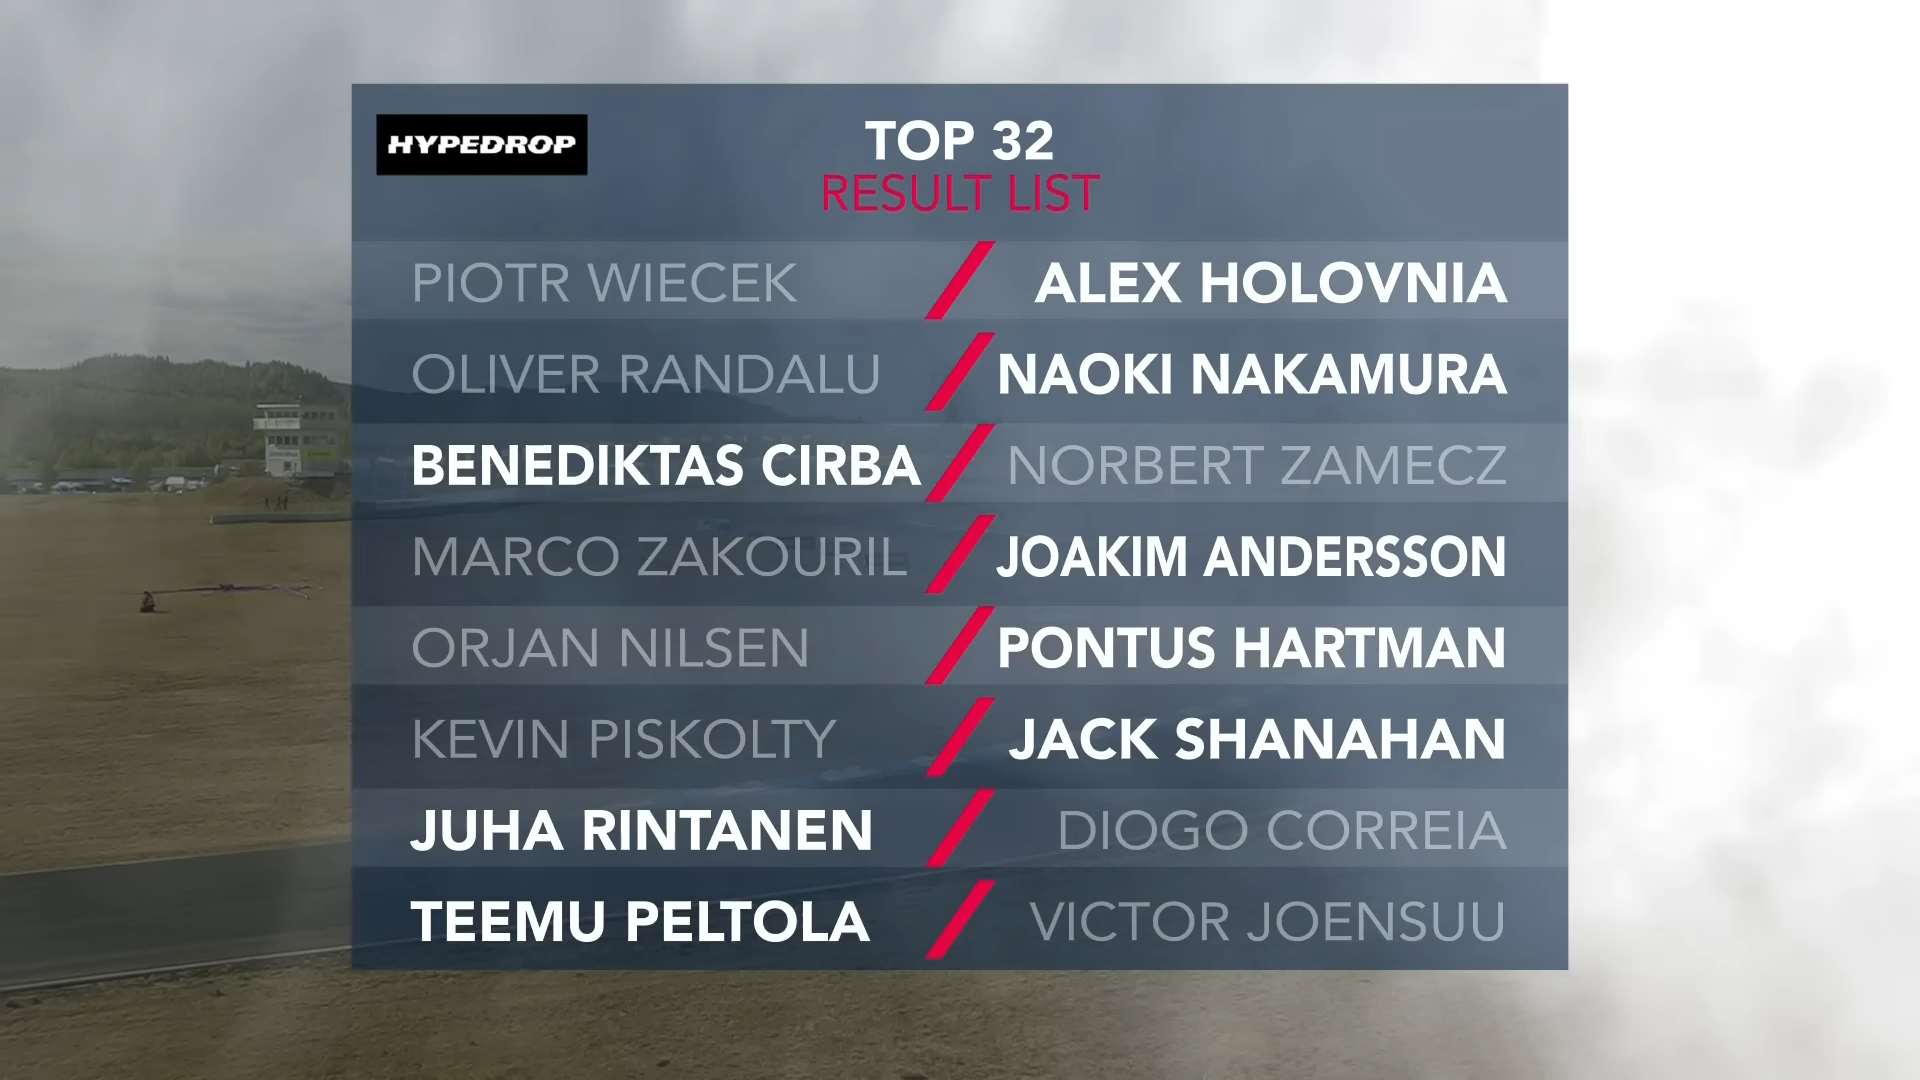 HYPEDROP
TOP 32
RESULT LIST
PIOTR WIECEK / ALEX HOLOVNIA
OLIVER RANDALU / NAOKI NAKAMURA
BENEDIKTAS CIRBA / NORBERT ZAMECZ
MARCO ZAKOURIL / JOAKIM ANDERSSON
ORJAN NILSEN / PONTUS HARTMAN
KEVIN PISKOLTY / JACK SHANAHAN
JUHA RINTANEN / DIOGO CORREIA
TEEMU PELTOLA / VICTOR JOENSUU